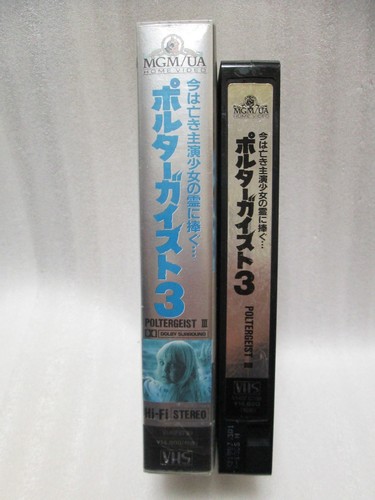 MGM/UA
HOME VIDEO
今は亡き主演少女の霊に捧ぐ…
ポルターガイスト3
POLTERGEIST III
DOLBY SURROUND
Hi-Fi STEREO
VHS
MGM/UA
HOME VIDEO
今は亡き主演少女の霊に捧ぐ…
ポルターガイスト3
POLTERGEIST III
VHS